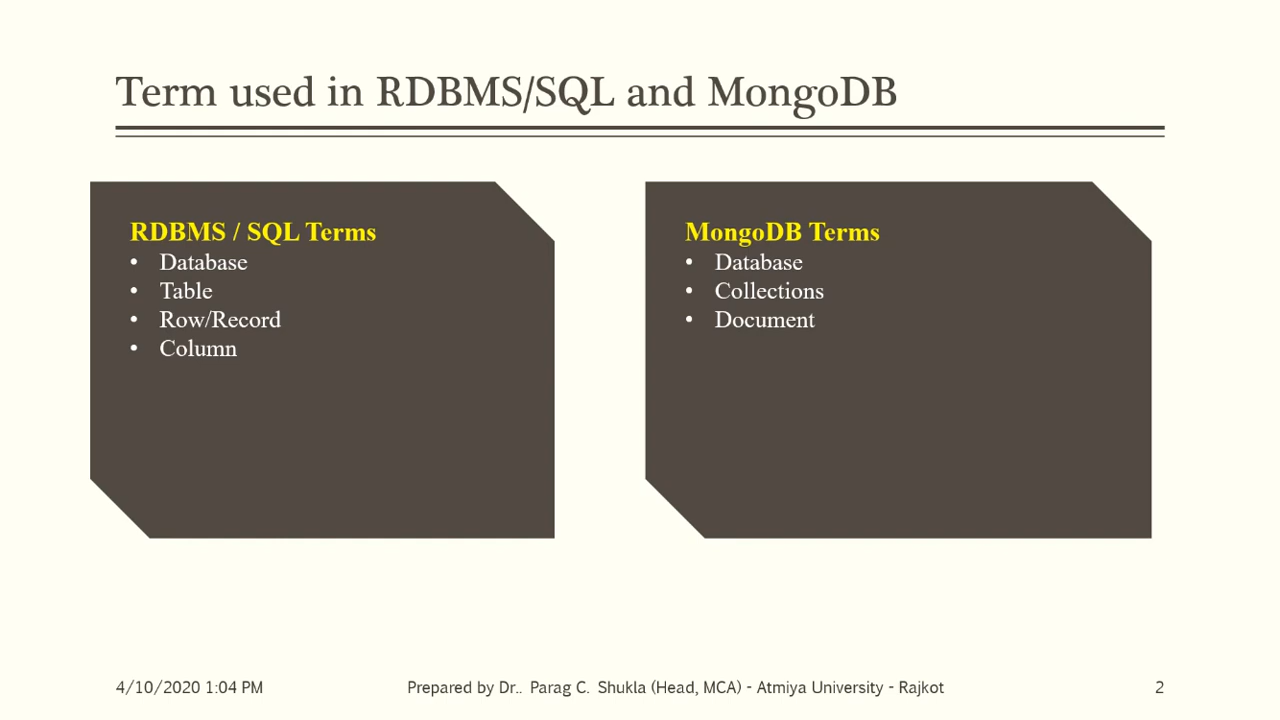 Term used in RDBMS/SQL and MongoDB
RDBMS / SQL Terms
• Database
• Table
• Row/Record
• Column
MongoDB Terms
• Database
• Collections
• Document
4/10/2020 1:04 PM
Prepared by Dr.. Parag C. Shukla (Head, MCA) - Atmiya University - Rajkot
2